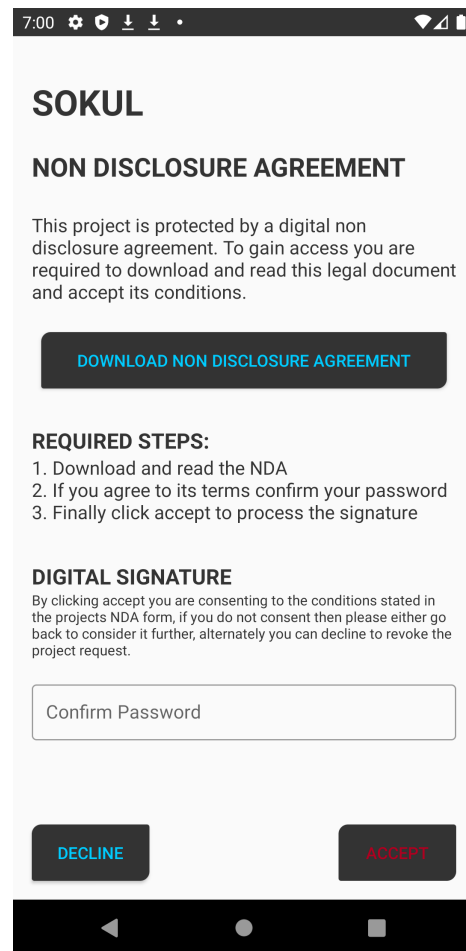 7:00
SOKUL
NON DISCLOSURE AGREEMENT
This project is protected by a digital non
disclosure agreement. To gain access you are
required to download and read this legal document
and accept its conditions.
DOWNLOAD NON DISCLOSURE AGREEMENT
REQUIRED STEPS:
1. Download and read the NDA
2. If you agree to its terms confirm your password
3. Finally click accept to process the signature
DIGITAL SIGNATURE
By clicking accept you are consenting to the conditions stated in
the projects NDA form, if you do not consent then please either go
back to consider it further, alternately you can decline to revoke the
project request.
Confirm Password
DECLINE
ACCEPT